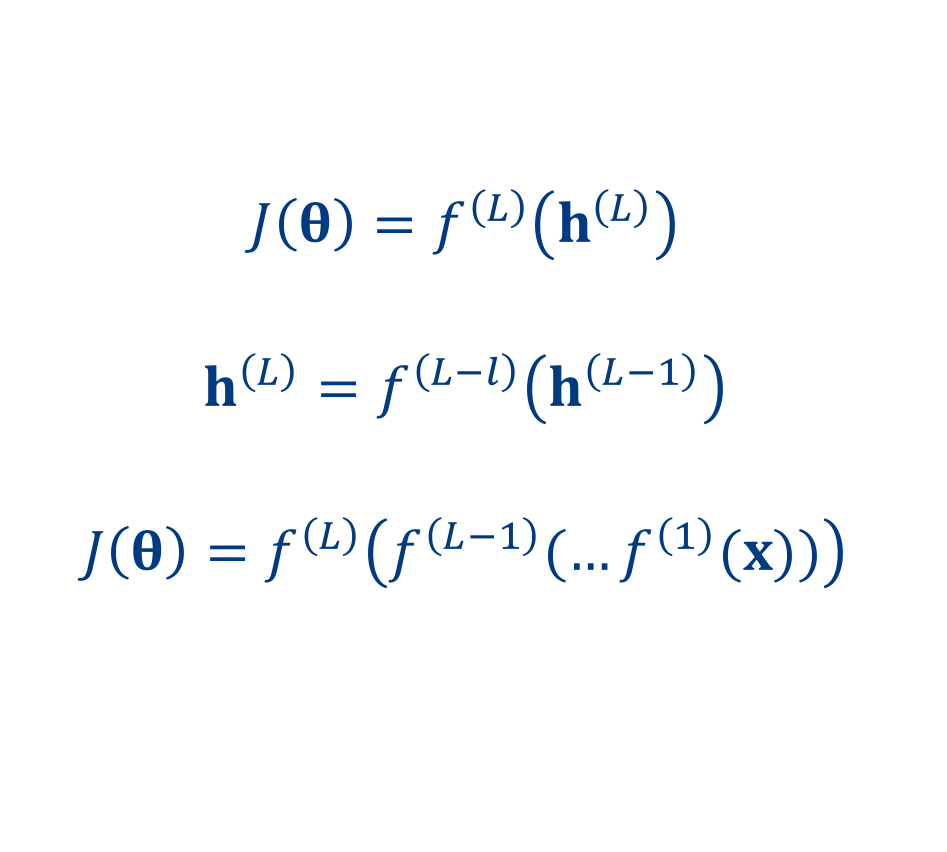 J(𝛉) = f^(L)(𝐡^(L))
𝐡^(L) = f^(L−l)(𝐡^(L−1))
J(𝛉) = f^(L)(f^(L−1)(…f^(1)(𝐱)))